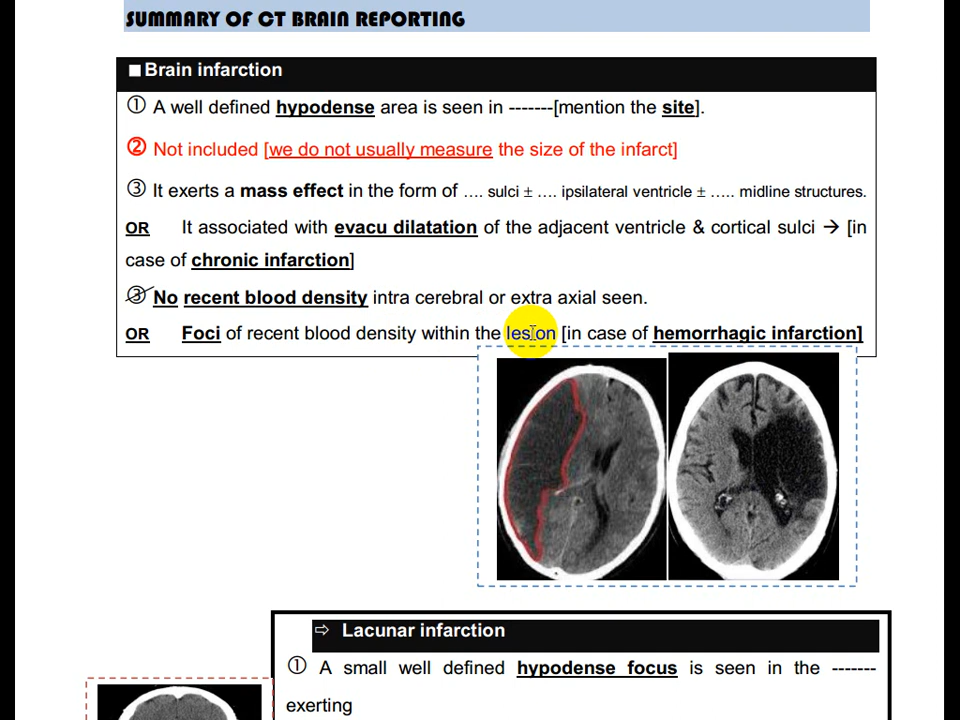 SUMMARY OF CT BRAIN REPORTING
■ Brain infarction
① A well defined hypodense area is seen in -------[mention the site].
② Not included [we do not usually measure the size of the infarct]
③ It exerts a mass effect in the form of …. sulci ± …. ipsilateral ventricle ± ….. midline structures.
OR It associated with evacu dilatation of the adjacent ventricle & cortical sulci → [in
case of chronic infarction]
③ No recent blood density intra cerebral or extra axial seen.
OR Foci of recent blood density within the lesion [in case of hemorrhagic infarction]
⇨ Lacunar infarction
① A small well defined hypodense focus is seen in the -------
exerting